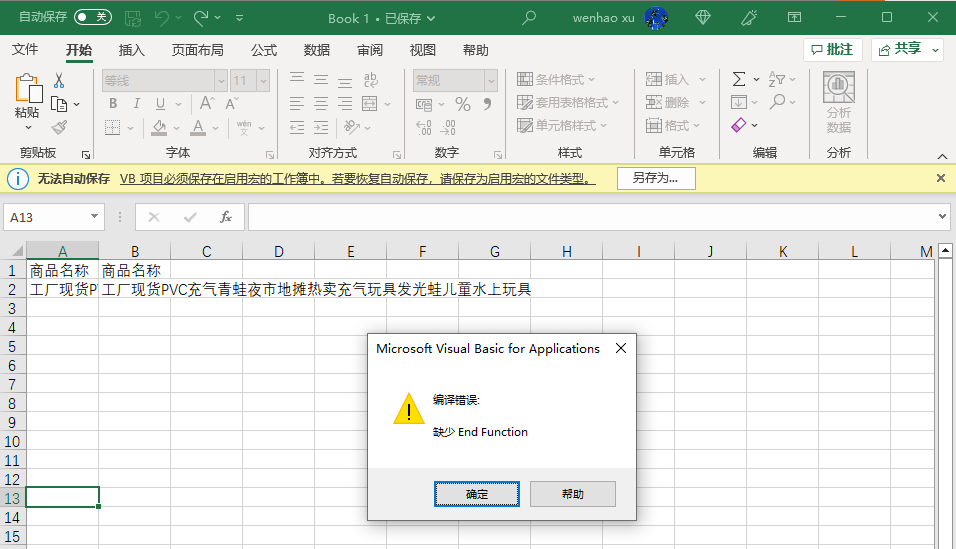 自动保存 关 Book 1 • 已保存 wenhao xu
文件 开始 插入 页面布局 公式 数据 审阅 视图 帮助 批注 共享
粘贴 等线 11 常规 条件格式 套用表格格式 单元格样式 插入 删除 格式 分析 数据
B I U A A wén 文 A ab c % 9 .00 .0
剪贴板 字体 对齐方式 数字 样式 单元格 编辑 分析
无法自动保存 VB 项目必须保存在启用宏的工作簿中。若要恢复自动保存，请保存为启用宏的文件类型。 另存为...
A13 fx
A B C D E F G H I J K L M
1 商品名称 商品名称
2 工厂现货P 工厂现货PVC充气青蛙夜市地摊热卖充气玩具发光蛙儿童水上玩具
3
4
5
6
7
8
9
10
11
12
13
14
15
Microsoft Visual Basic for Applications
编译错误:
缺少 End Function
确定 帮助